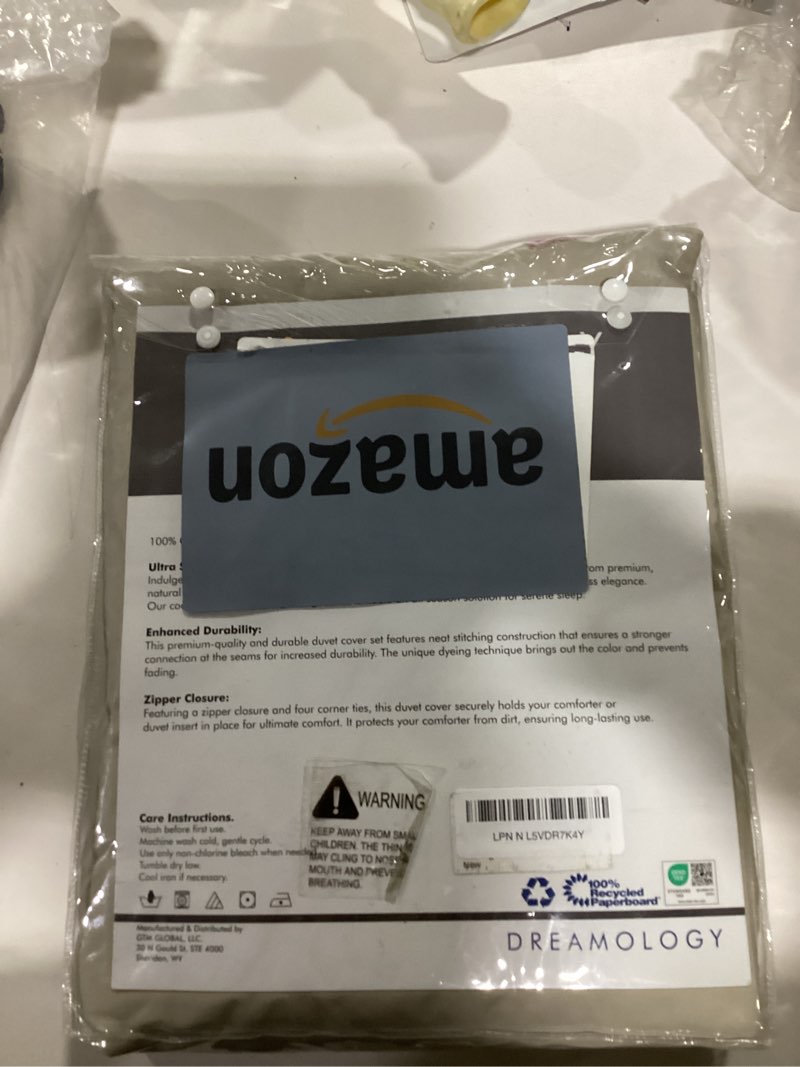 amazon
100%
Ultra
Indulge
om premium,
natural
ss elegance.
Our
solution for serene sleep.
Enhanced Durability:
This premium-quality and durable duvet cover set features neat stitching construction that ensures a stronger
connection at the seams for increased durability. The unique dyeing technique brings out the color and prevents
fading.
Zipper Closure:
Featuring a zipper closure and four corner ties, this duvet cover securely holds your comforter or
duvet insert in place for ultimate comfort. It protects your comforter from dirt, ensuring long-lasting use.
Care Instructions.
Wash before first use.
Machine wash cold, gentle cycle.
Use only non-chlorine bleach when needed
Tumble dry low.
Cool iron if necessary.
WARNING
KEEP AWAY FROM SMA
CHILDREN. THE THIN
MAY CLING TO NOS
MOUTH AND PREVE
BREATHING.
LPN N L5VDR7K4Y
New
100%
Recycled
Paperboard
Manufactured & Distributed by
GTM GLOBAL, LLC.
30 N Gould St. STE 4000
Sheridan, WY
DREAMOLOGY